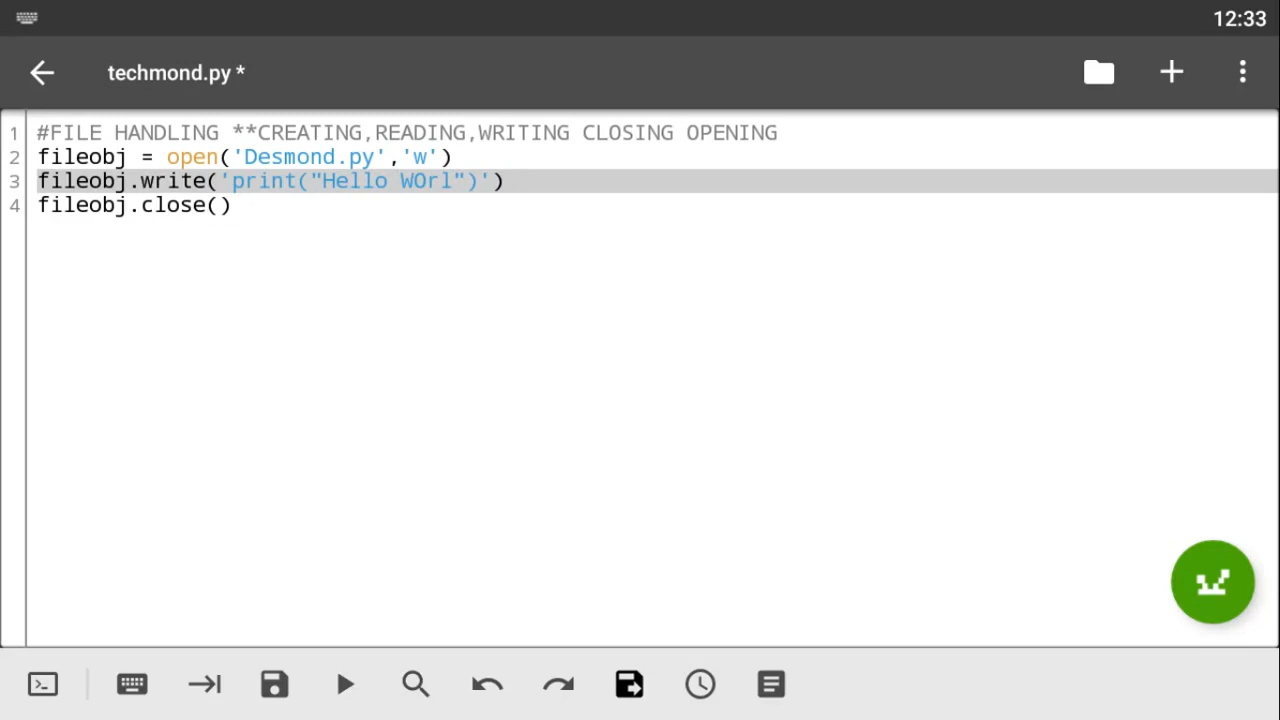 12:33
techmond.py *
1 #FILE HANDLING **CREATING,READING,WRITING CLOSING OPENING
2 fileobj = open('Desmond.py','w')
3 fileobj.write('print("Hello WOrl")')
4 fileobj.close()